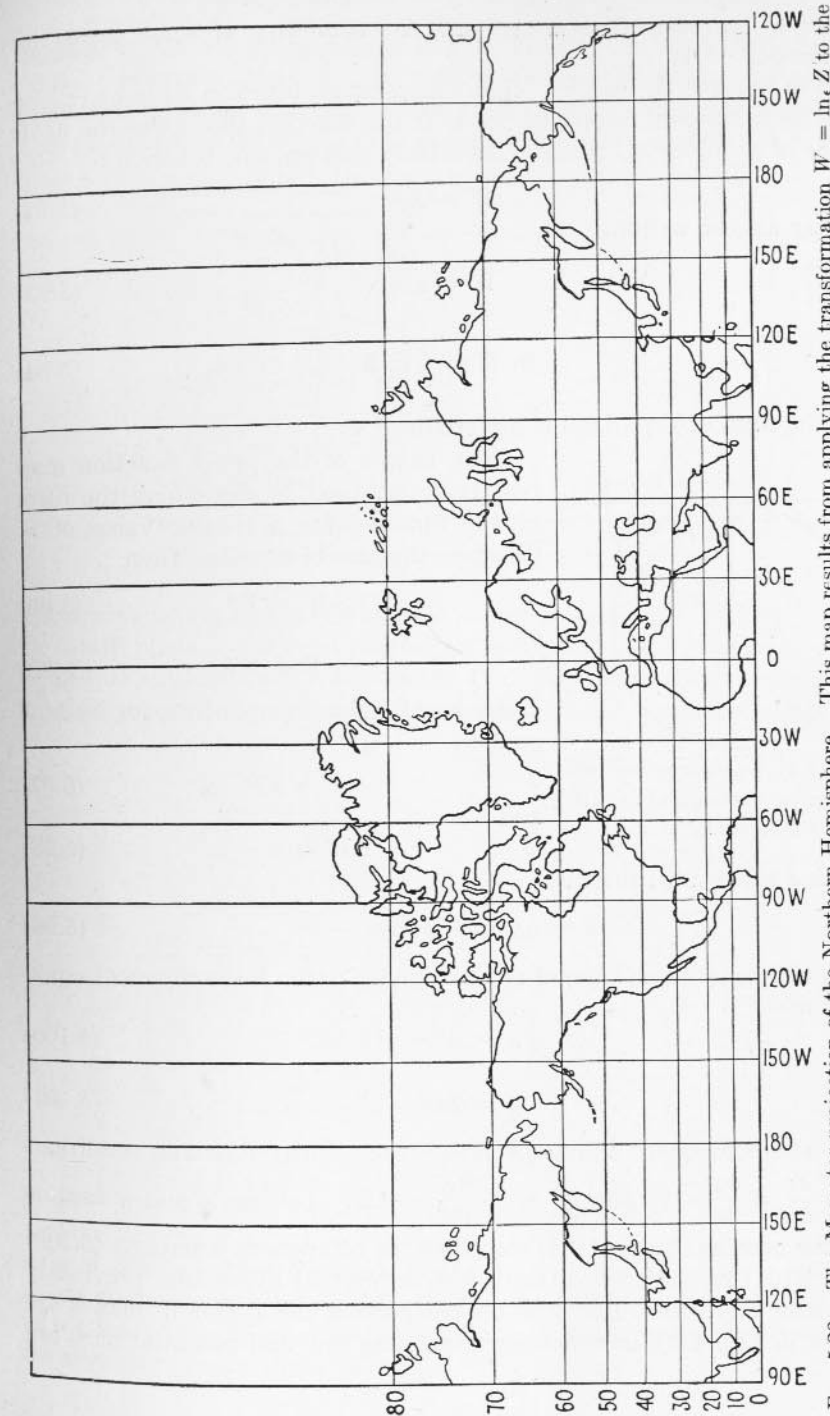 120W
150W
180
150E
120E
90E
60E
30E
0
30W
60W
90W
120W
150W
180
150E
120E
90E
80
70
60
50
40
30
20
10
0
5.22 The Mercator projection of the Northern Hemisphere. This map results from applying the transformation W = ln Z to the